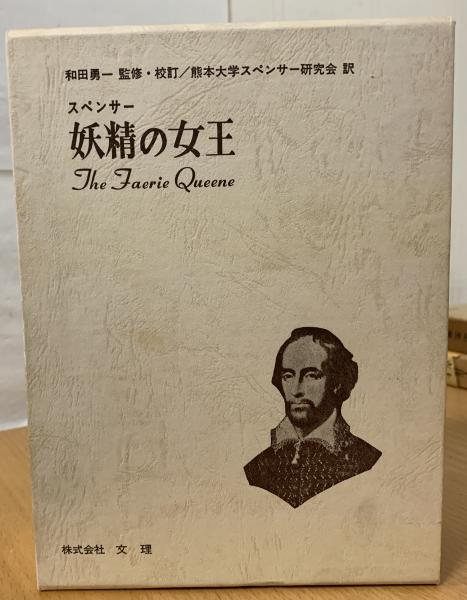 和田勇一 監修・校訂／熊本大学スペンサー研究会 訳
スペンサー
妖精の女王
The Faerie Queene
株式会社 文理